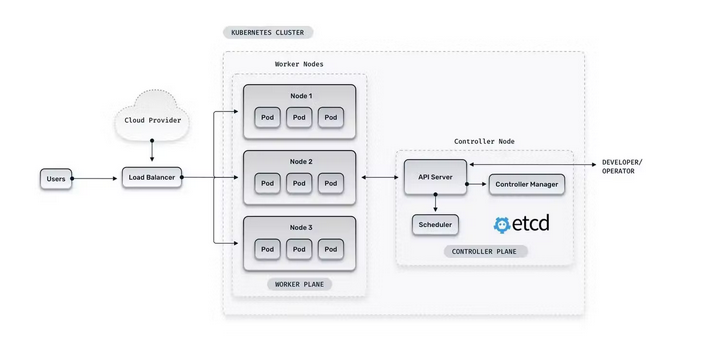 KUBERNETES CLUSTER
Worker Nodes
Node 1
Pod Pod Pod
Cloud Provider
Controller Node
Node 2
Pod Pod Pod
Users
Load Balancer
API Server
DEVELOPER/
OPERATOR
Controller Manager
Node 3
Pod Pod Pod
Scheduler
etcd
CONTROLLER PLANE
WORKER PLANE